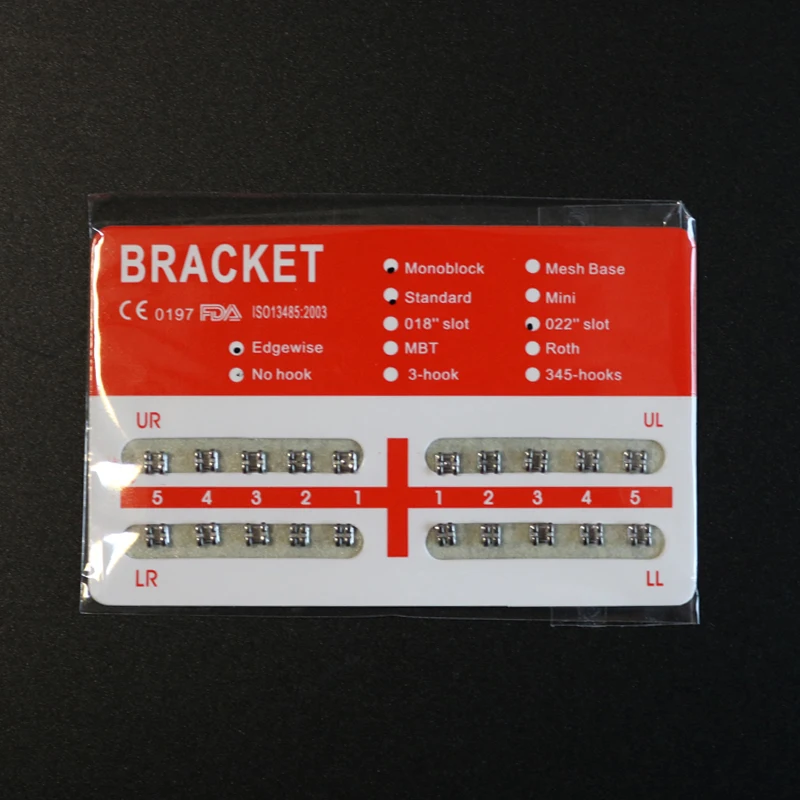 BRACKET
CE 0197 FDA ISO13485:2003
Monoblock Mesh Base
Standard Mini
018" slot 022" slot
Edgewise MBT Roth
No hook 3-hook 345-hooks
UR UL
5 4 3 2 1 1 2 3 4 5
LR LL